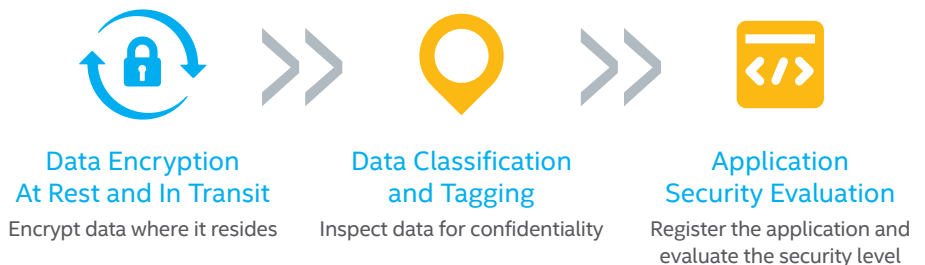 Data Encryption
At Rest and In Transit
Encrypt data where it resides
Data Classification
and Tagging
Inspect data for confidentiality
Application
Security Evaluation
Register the application and
evaluate the security level